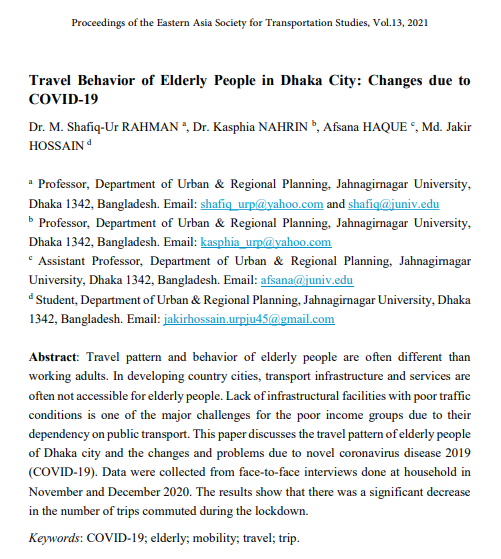 Proceedings of the Eastern Asia Society for Transportation Studies, Vol.13, 2021
Travel Behavior of Elderly People in Dhaka City: Changes due to
COVID-19
Dr. M. Shafiq-Ur RAHMAN a, Dr. Kasphia NAHRIN b, Afsana HAQUE c, Md. Jakir
HOSSAIN d
a Professor, Department of Urban & Regional Planning, Jahnagirnagar University,
Dhaka 1342, Bangladesh. Email: shafiq_urp@yahoo.com and shafiq@juniv.edu
b Professor, Department of Urban & Regional Planning, Jahnagirnagar University,
Dhaka 1342, Bangladesh. Email: kasphia_urp@yahoo.com
c Assistant Professor, Department of Urban & Regional Planning, Jahnagirnagar
University, Dhaka 1342, Bangladesh. Email: afsana@juniv.edu
d Student, Department of Urban & Regional Planning, Jahnagirnagar University, Dhaka
1342, Bangladesh. Email: jakirhossain.urpju45@gmail.com
Abstract: Travel pattern and behavior of elderly people are often different than
working adults. In developing country cities, transport infrastructure and services are
often not accessible for elderly people. Lack of infrastructural facilities with poor traffic
conditions is one of the major challenges for the poor income groups due to their
dependency on public transport. This paper discusses the travel pattern of elderly people
of Dhaka city and the changes and problems due to novel coronavirus disease 2019
(COVID-19). Data were collected from face-to-face interviews done at household in
November and December 2020. The results show that there was a significant decrease
in the number of trips commuted during the lockdown.
Keywords: COVID-19; elderly; mobility; travel; trip.